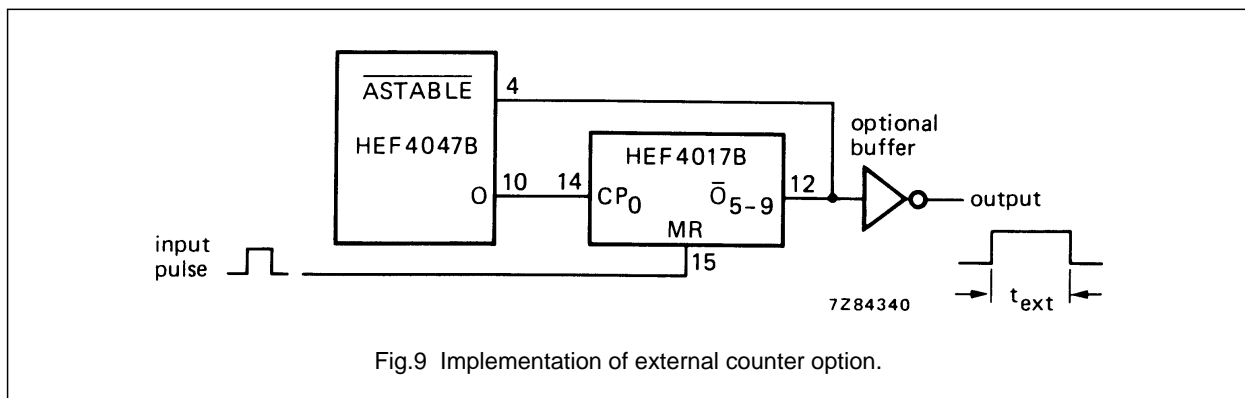 ASTABLE
4
HEF4047B
O
10
14
HEF4017B
CP0
Ō5–9
12
MR
15
optional
buffer
output
input
pulse
text
7Z84340
Fig.9 Implementation of external counter option.